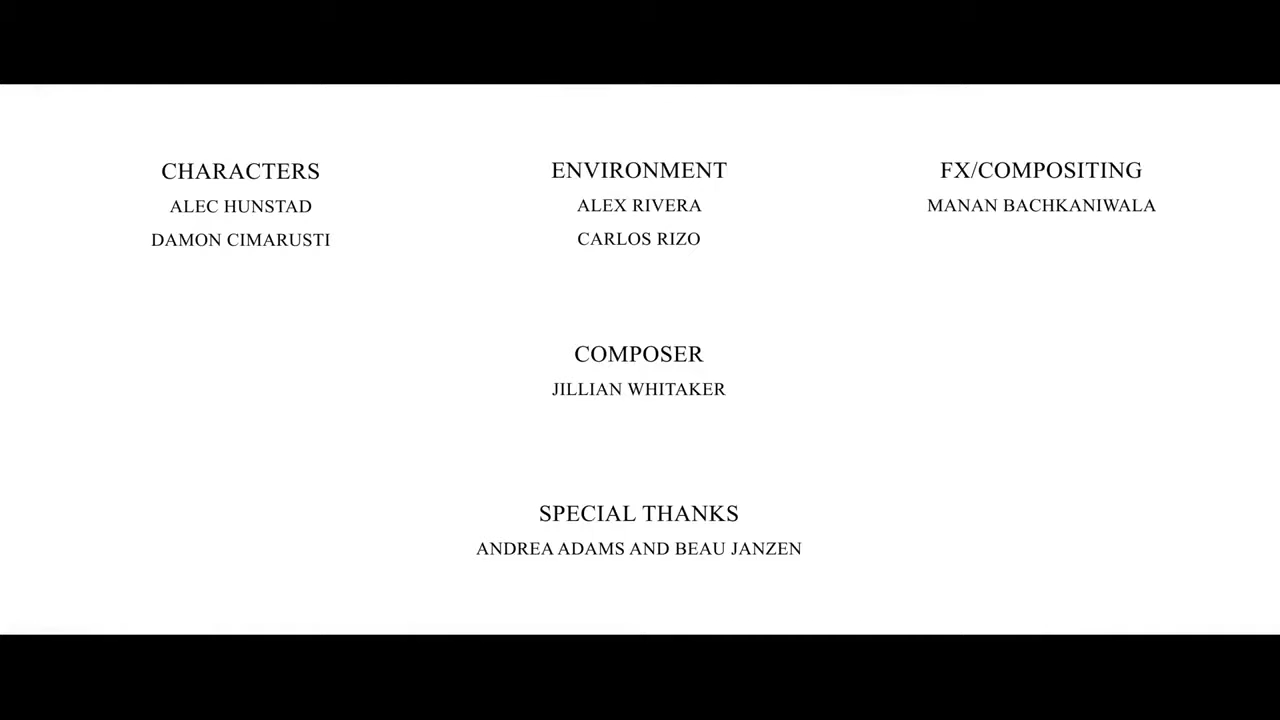 CHARACTERS
ALEC HUNSTAD
DAMON CIMARUSTI
ENVIRONMENT
ALEX RIVERA
CARLOS RIZO
FX/COMPOSITING
MANAN BACHKANIWALA
COMPOSER
JILLIAN WHITAKER
SPECIAL THANKS
ANDREA ADAMS AND BEAU JANZEN